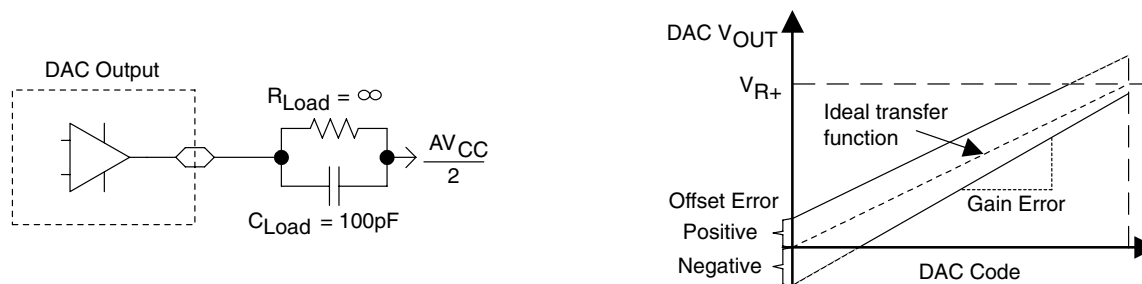 DAC Output
RLoad = ∞
AVCC
2
CLoad = 100pF
DAC VOUT
VR+
Ideal transfer
function
Offset Error
Positive
Negative
Gain Error
DAC Code